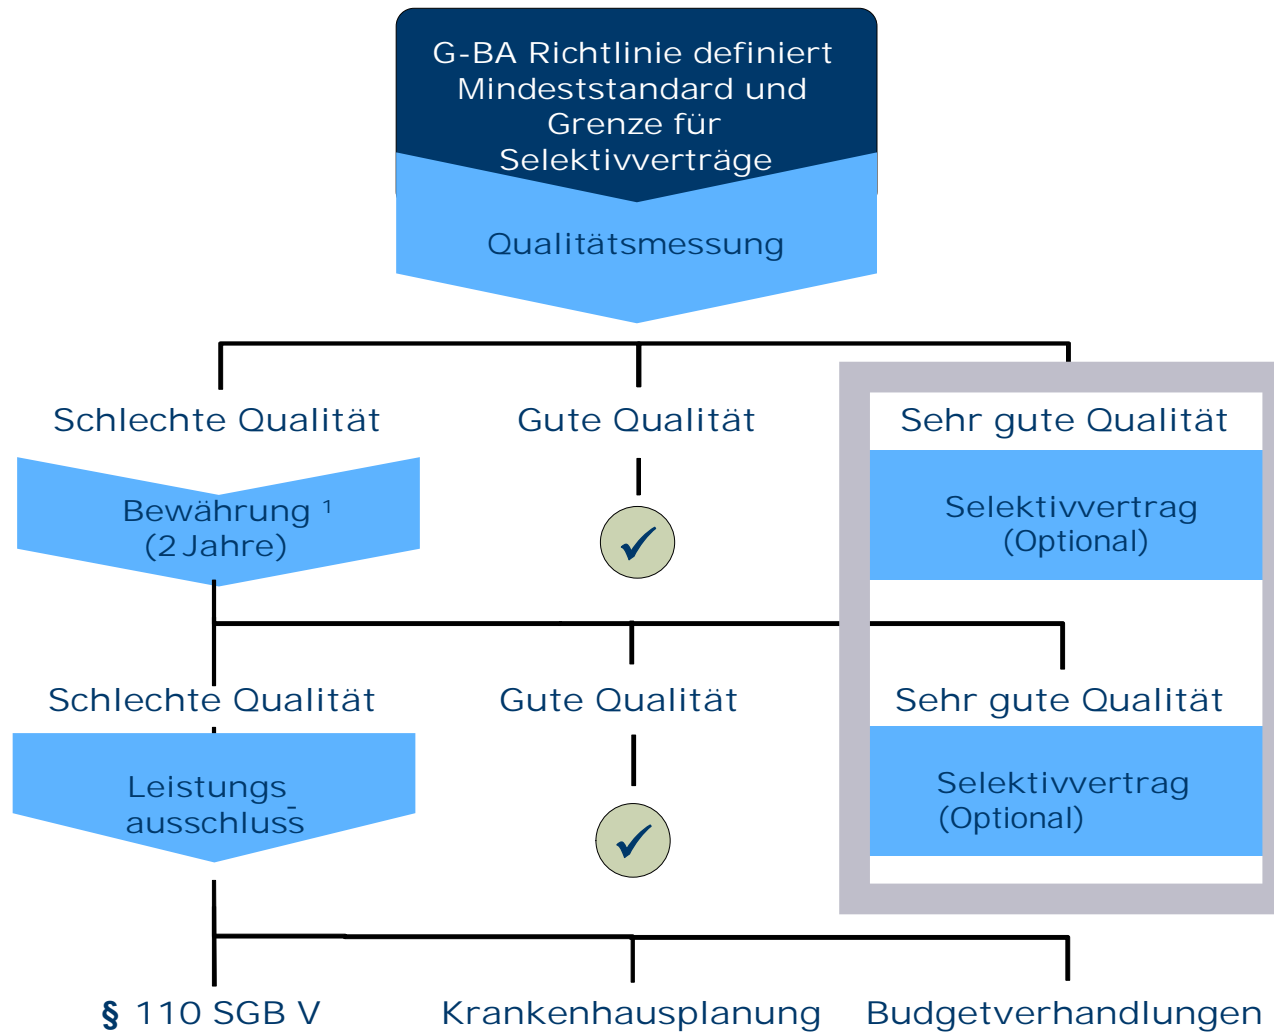 G-BA Richtlinie definiert
Mindeststandard und
Grenze für
Selektivverträge
Qualitätsmessung
Schlechte Qualität
Gute Qualität
Sehr gute Qualität
Bewährung ¹
(2 Jahre)
Selektivvertrag
(Optional)
Schlechte Qualität
Gute Qualität
Sehr gute Qualität
Leistungs-
ausschluss
Selektivvertrag
(Optional)
§ 110 SGB V
Krankenhausplanung
Budgetverhandlungen